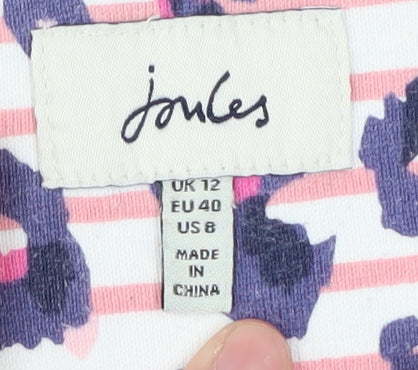 Joules
UK 12
EU 40
US 8
MADE
IN
CHINA